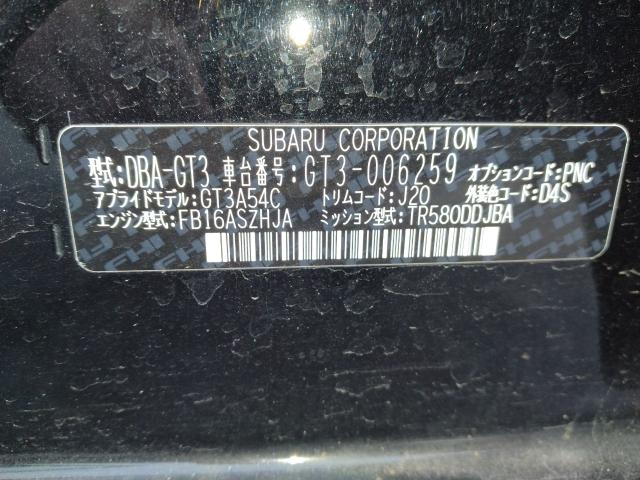 SUBARU CORPORATION
型式:DBA-GT3 車台番号:GT3-006259 オプションコード:PNC
アプライドモデル:GT3A54C トリムコード:J20 外装色コード:D4S
エンジン型式:FB16ASZHJA ミッション型式:TR580DDJBA